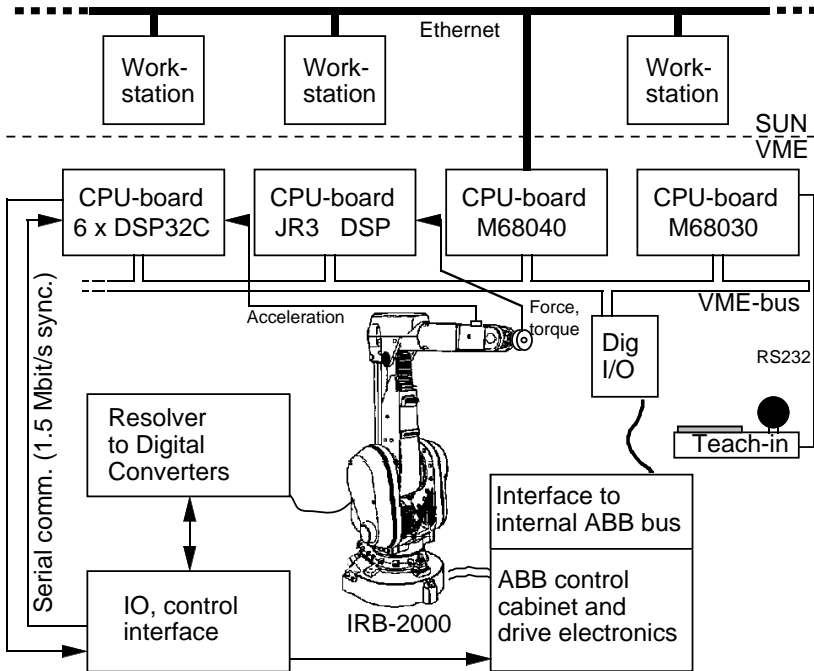 Ethernet
Work-
station
Work-
station
Work-
station
SUN
VME
CPU-board
6 x DSP32C
CPU-board
JR3 DSP
CPU-board
M68040
CPU-board
M68030
VME-bus
Acceleration
Force,
torque
Dig
I/O
RS232
Teach-in
Serial comm. (1.5 Mbit/s sync.)
Resolver
to Digital
Converters
Interface to
internal ABB bus
IO, control
interface
IRB-2000
ABB control
cabinet and
drive electronics